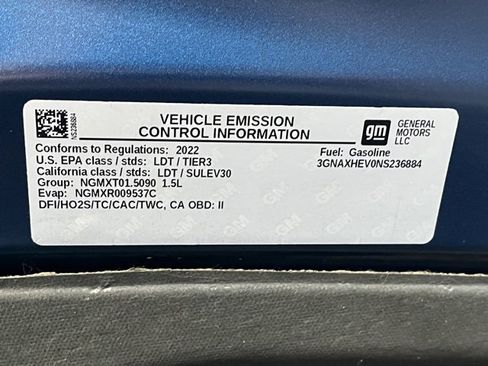 NS236884
VEHICLE EMISSION
CONTROL INFORMATION
gm
GENERAL
MOTORS
LLC
Conforms to Regulations: 2022
U.S. EPA class / stds: LDT / TIER3
California class / stds: LDT / SULEV30
Group: NGMXT01.5090 1.5L
Evap: NGMXR009537C
DFI/HO2S/TC/CAC/TWC, CA OBD: II
Fuel: Gasoline
3GNAXHEV0NS236884